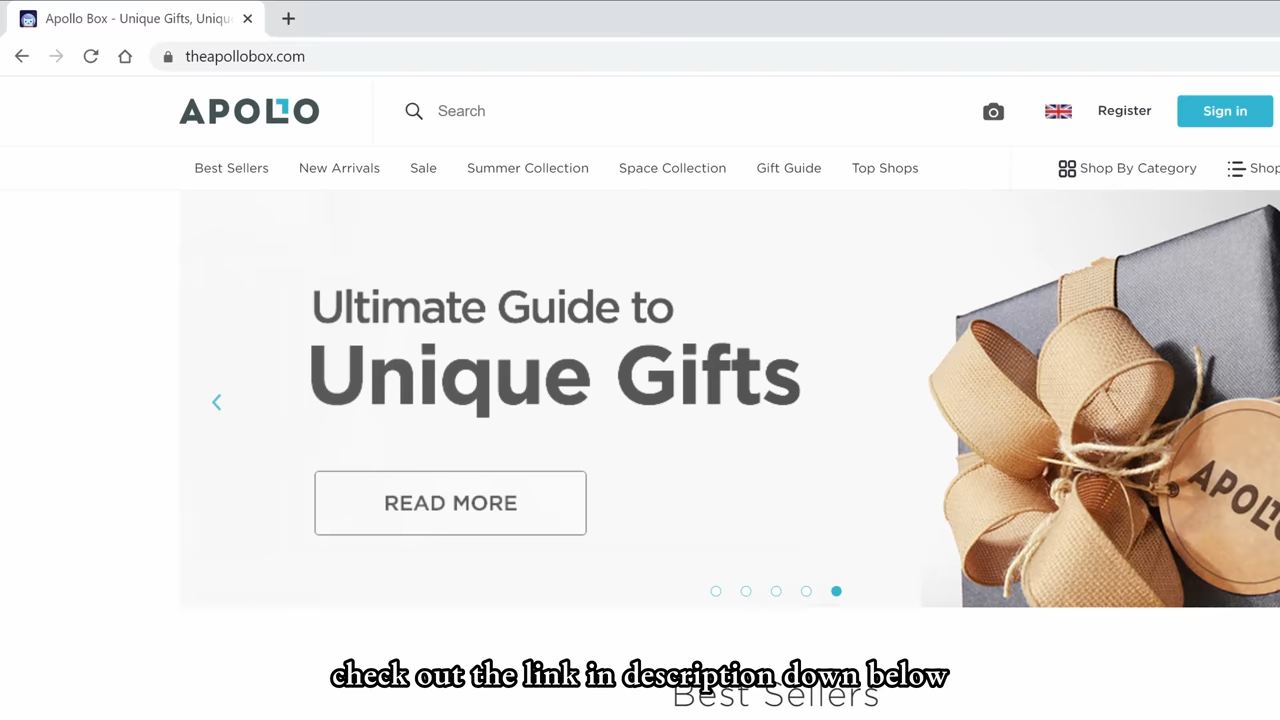 Apollo Box - Unique Gifts, Uniqu
theapollobox.com
APOLLO
Search
Register
Sign in
Best Sellers
New Arrivals
Sale
Summer Collection
Space Collection
Gift Guide
Top Shops
Shop By Category
Shop
Ultimate Guide to
Unique Gifts
READ MORE
APOLLO
check out the link in description down below
Best Sellers